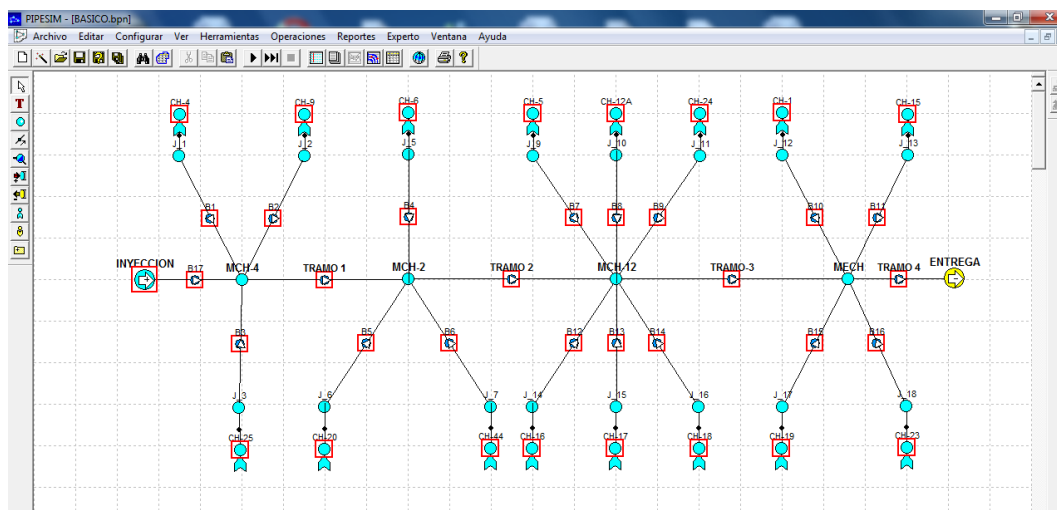 PIPESIM - [BASICO.bpn]
Archivo Editar Configurar Ver Herramientas Operaciones Reportes Experto Ventana Ayuda
CH-4 CH-9 CH-6 CH-5 CH-12A CH-24 CH-1 CH-15
J_1 J_2 J_5 J_9 J_10 J_11 J_12 J_13
B1 B2 B4 B7 B8 B9 B10 B11
INYECCION B17 MCH-4 TRAMO 1 MCH-2 TRAMO 2 MCH-12 TRAMO-3 MECH TRAMO 4 ENTREGA
B3 B5 B6 B12 B13 B14 B15 B16
J_3 J_6 J_7 J_14 J_15 J_16 J_17 J_18
CH-25 CH-20 CH-44 CH-16 CH-17 CH-18 CH-19 CH-23